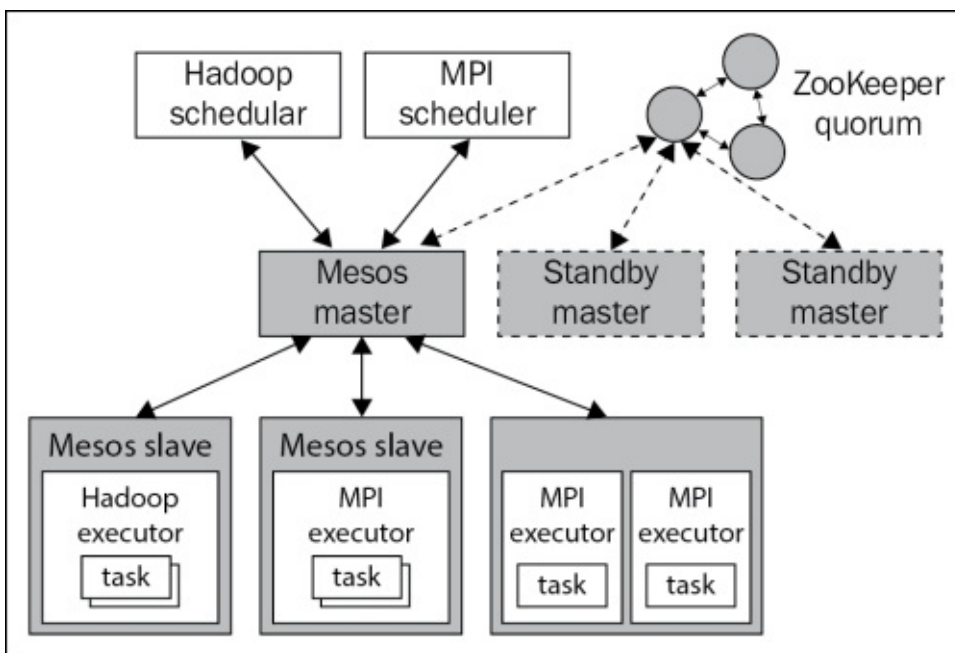 Hadoop
schedular
MPI
scheduler
ZooKeeper
quorum
Mesos
master
Standby
master
Standby
master
Mesos slave
Hadoop
executor
task
Mesos slave
MPI
executor
task
MPI
executor
task
MPI
executor
task